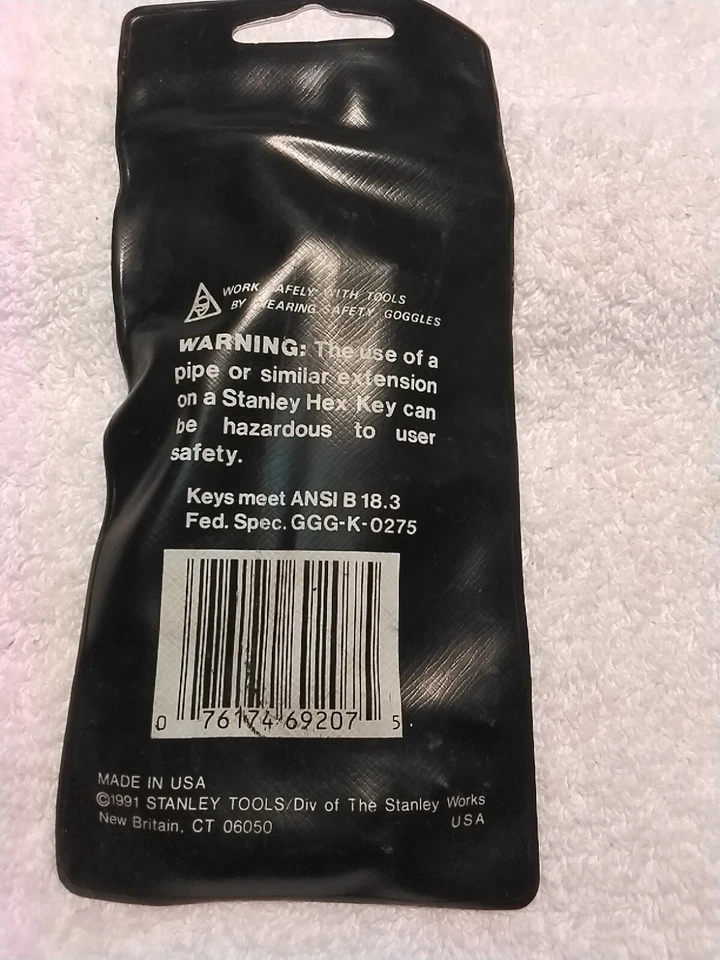 WORK SAFELY WITH TOOLS
BY WEARING SAFETY GOGGLES
WARNING: The use of a
pipe or similar extension
on a Stanley Hex Key can
be hazardous to user
safety.
Keys meet ANSI B 18.3
Fed. Spec. GGG-K-0275
0 76174 69207 5
MADE IN USA
©1991 STANLEY TOOLS/Div of The Stanley Works
New Britain, CT 06050 USA